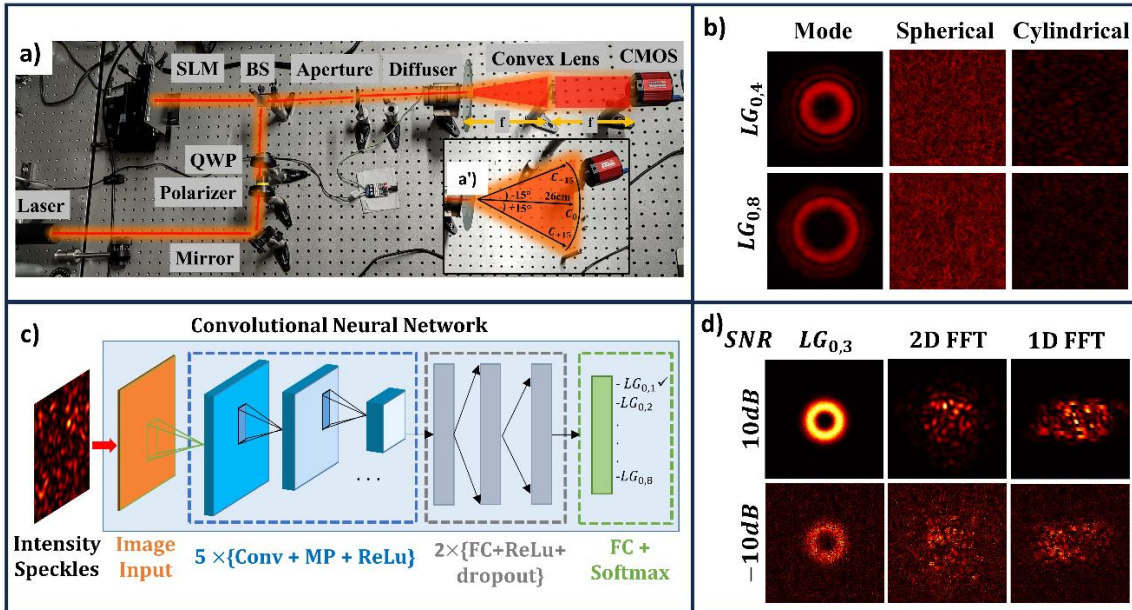 a)
SLM BS Aperture Diffuser Convex Lens CMOS
f f
QWP
Polarizer
Laser
Mirror
a')
C₋₁₅
-15°
26cm
C₀
+15°
C₊₁₅
b)
Mode Spherical Cylindrical
LG₀,₄
LG₀,₈
c)
Convolutional Neural Network
- LG₀,₁ ✓
-LG₀,₂
.
.
.
-LG₀,₈
Intensity
Speckles
Image
Input
5 ×{Conv + MP + ReLu}
2×{FC+ReLu+
dropout}
FC +
Softmax
d)
SNR LG₀,₃ 2D FFT 1D FFT
10dB
−10dB